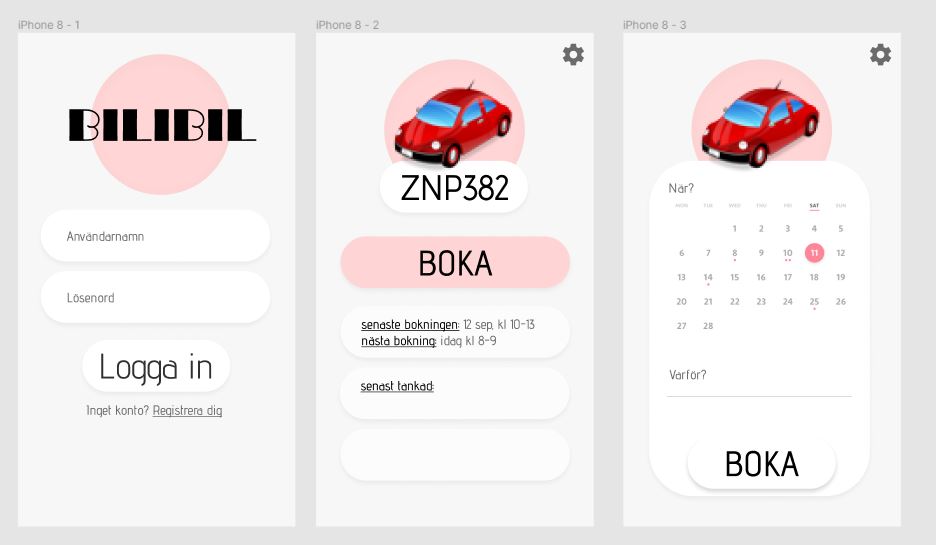 iPhone 8 - 1
BILIBIL
Användarnamn
Lösenord
Logga in
Inget konto? Registrera dig
iPhone 8 - 2
ZNP382
BOKA
senaste bokningen: 12 sep, kl 10-13
nästa bokning: idag kl 8-9
senast tankad:
iPhone 8 - 3
När?
MON TUE WED THU FRI SAT SUN
1 2 3 4 5
6 7 8 9 10 11 12
13 14 15 16 17 18 19
20 21 22 23 24 25 26
27 28
Varför?
BOKA